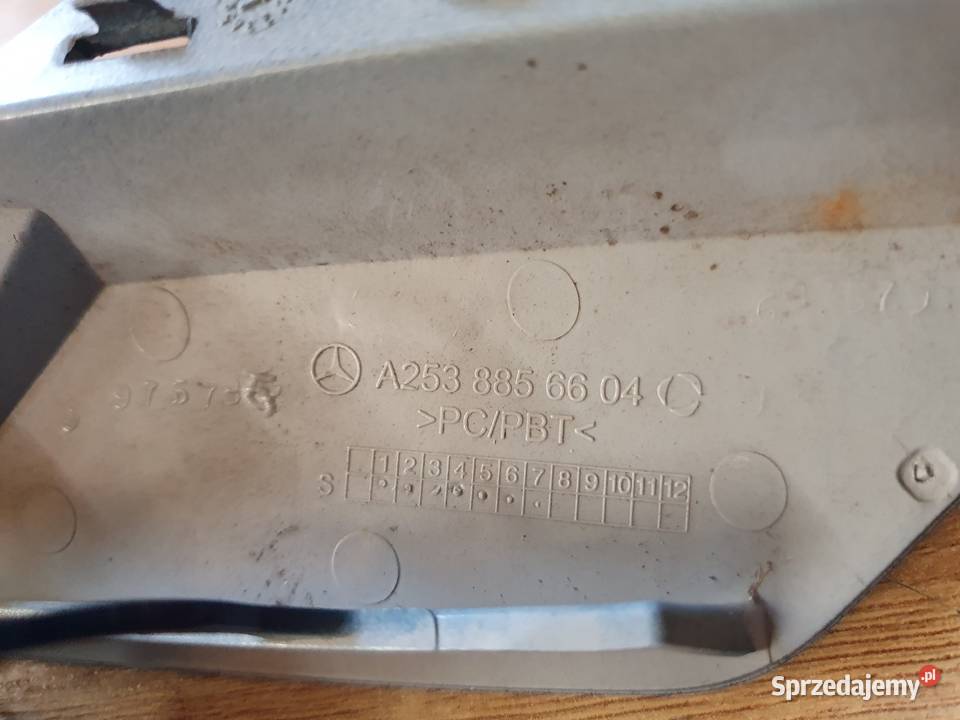 A253 885 66 04
>PC/PBT<
1 2 3 4 5 6 7 8 9 10 11 12
S
Sprzedajemy.pl